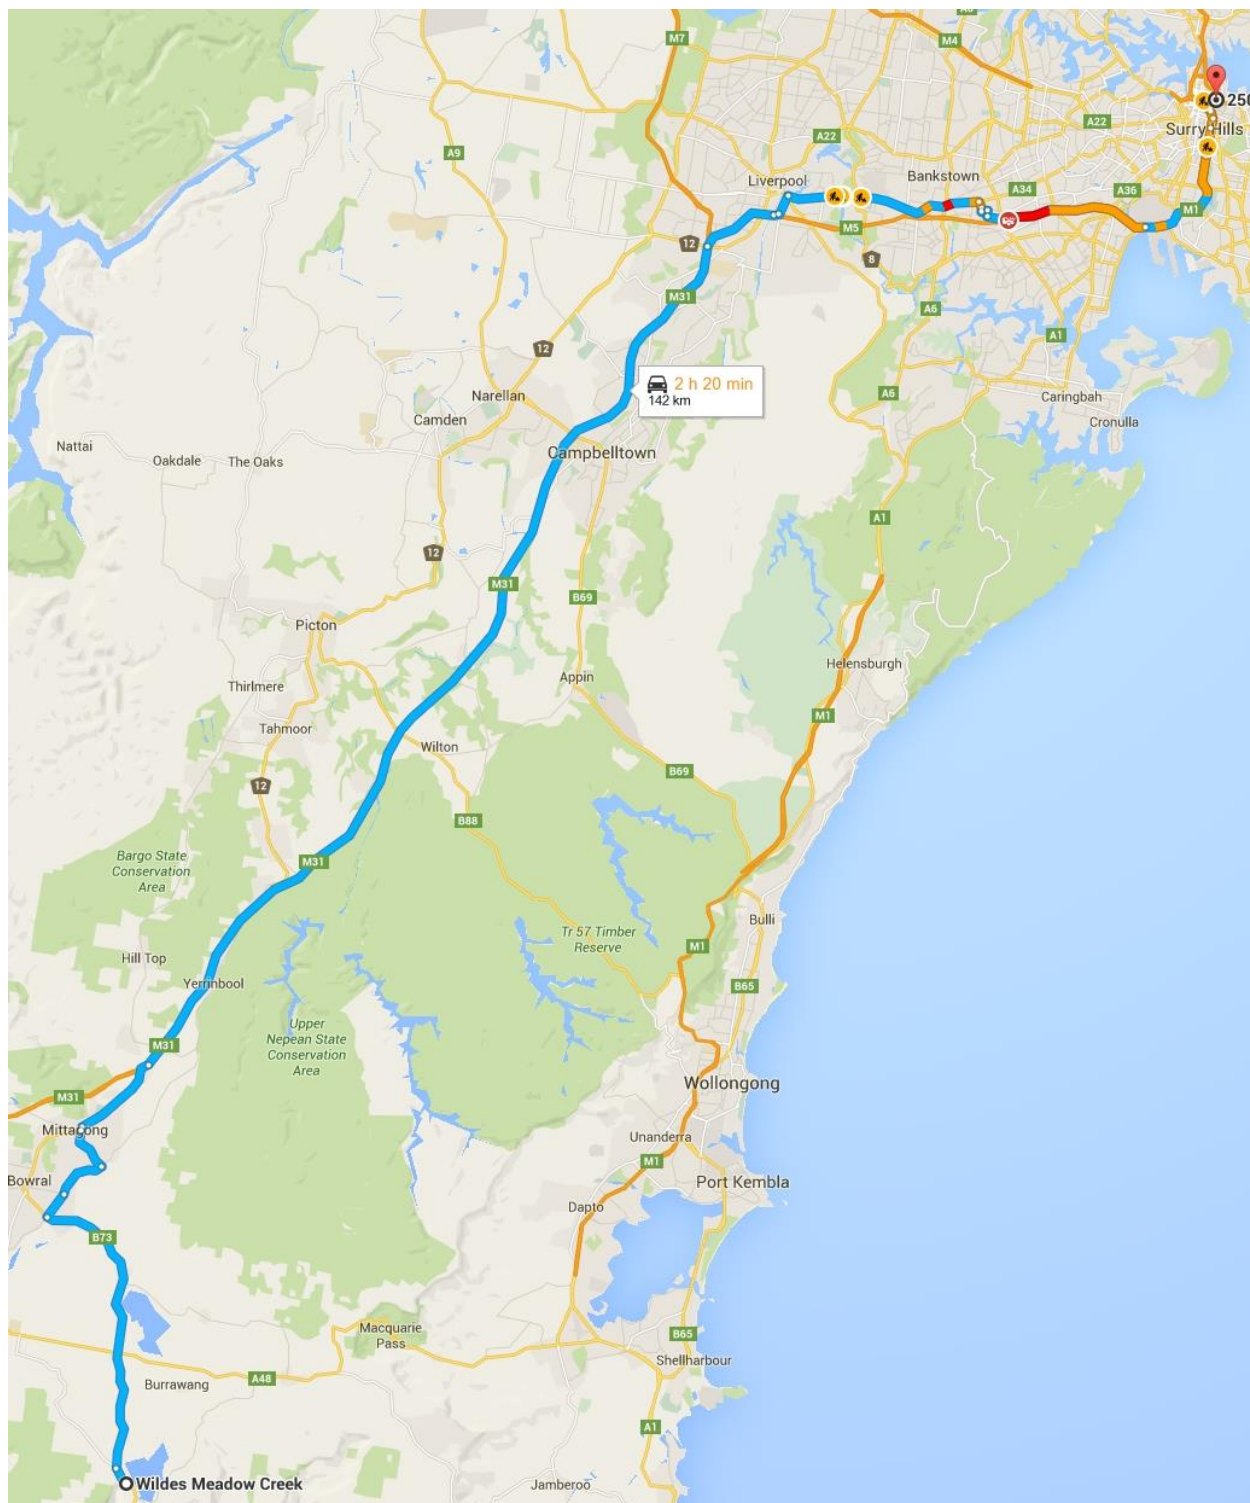 M7
M4
250
A22
Surry Hills
A22
A9
Liverpool
Bankstown
A34
A36
M1
M5
12
8
M31
A6
A1
12
2 h 20 min
142 km
Narellan
A6
Caringbah
Camden
Cronulla
Nattai
Oakdale
The Oaks
Campbelltown
A1
12
M31
B69
Picton
Helensburgh
Appin
Thirlmere
M1
Tahmoor
Wilton
B69
12
B88
M31
Bargo State
Conservation
Area
Bulli
Tr 57 Timber
Reserve
M1
Hill Top
Yerrinbool
B65
Upper
Nepean State
Conservation
Area
M31
Wollongong
M31
Mittagong
Unanderra
M1
Bowral
Port Kembla
Dapto
B73
Macquarie
Pass
B65
Shellharbour
A48
Burrawang
A1
Wildes Meadow Creek
Jamberoo